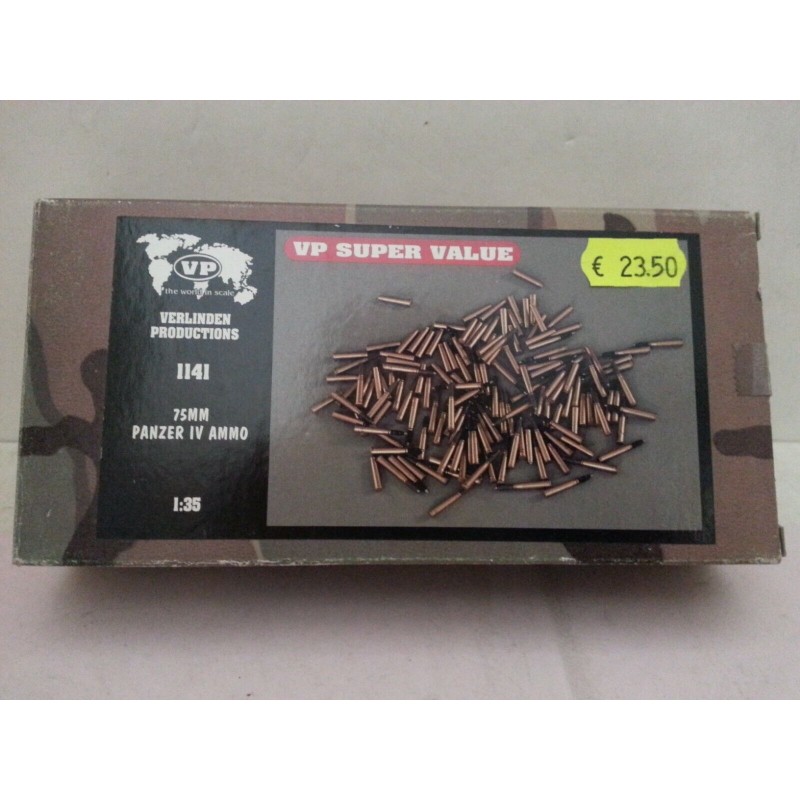 VP
the world in scale
VERLINDEN
PRODUCTIONS
1141
75MM
PANZER IV AMMO
1:35
VP SUPER VALUE
€ 23.50